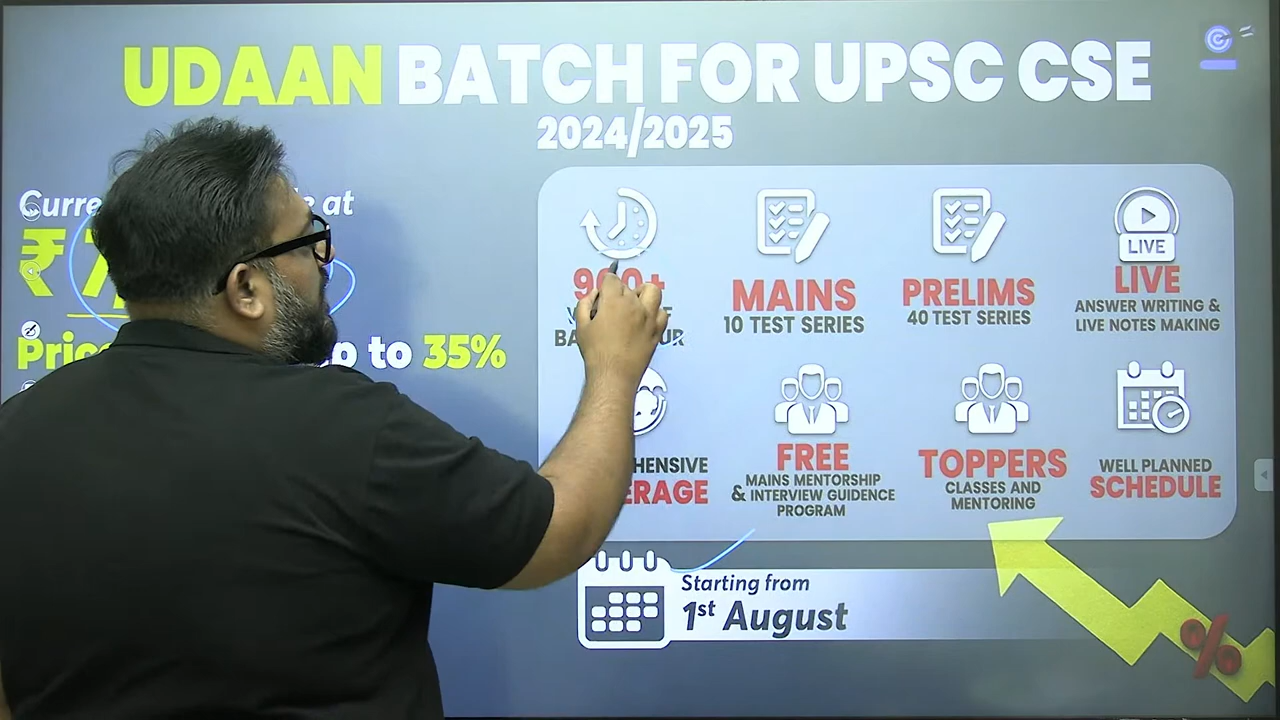 UDAAN BATCH FOR UPSC CSE
2024/2025
at
₹ 7
to 35%
MAINS
10 TEST SERIES
PRELIMS
40 TEST SERIES
LIVE
LIVE
ANSWER WRITING &
LIVE NOTES MAKING
FREE
MAINS MENTORSHIP
& INTERVIEW GUIDENCE
PROGRAM
TOPPERS
CLASSES AND
MENTORING
WELL PLANNED
SCHEDULE
Starting from
1st August
%